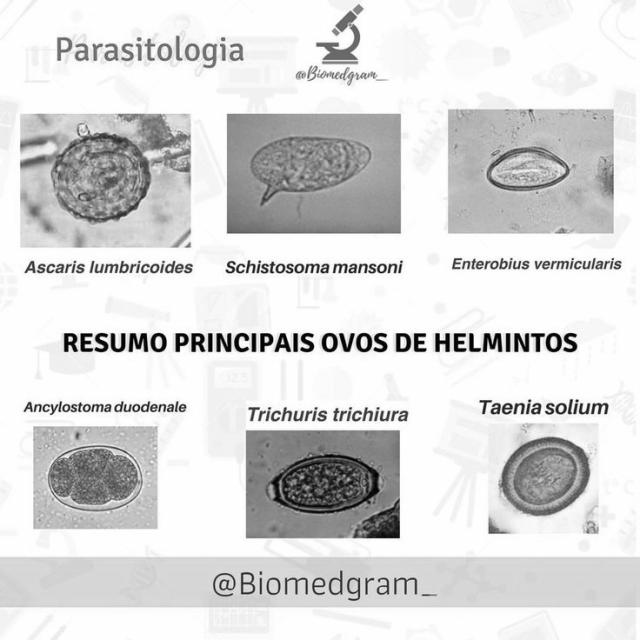 Parasitologia
@Biomedgram_
Ascaris lumbricoides
Schistosoma mansoni
Enterobius vermicularis
RESUMO PRINCIPAIS OVOS DE HELMINTOS
Ancylostoma duodenale
Trichuris trichiura
Taenia solium
@Biomedgram_